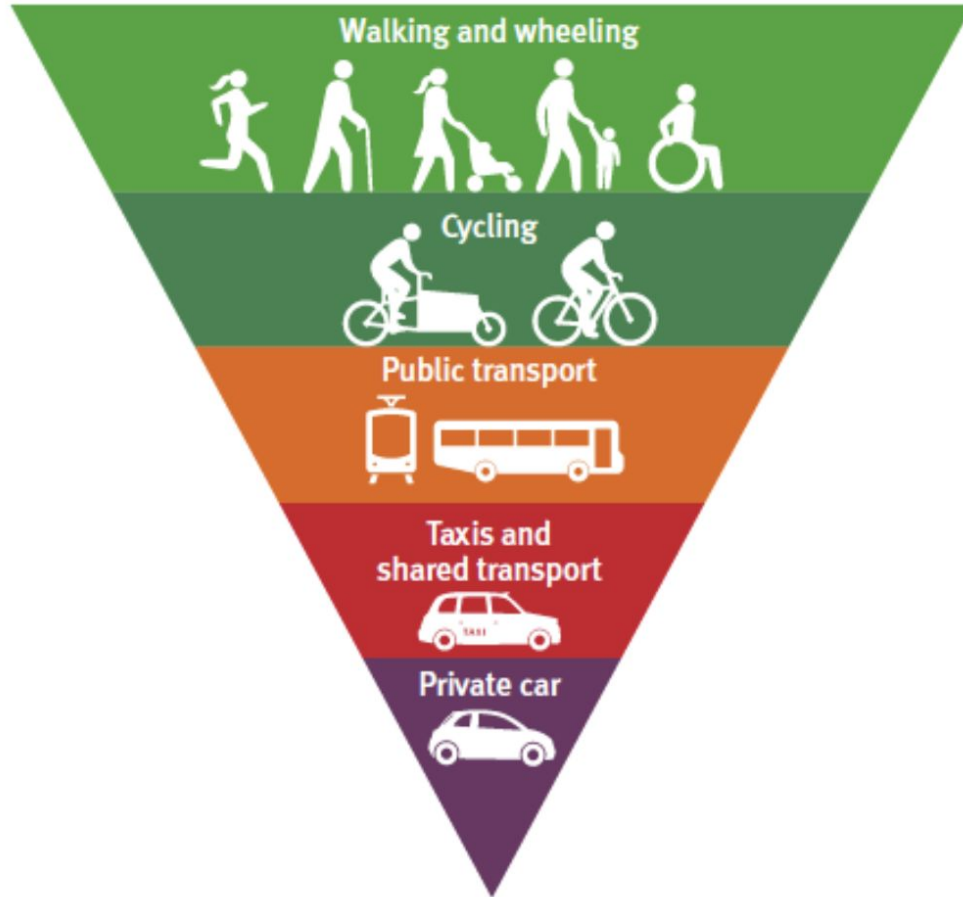 Walking and wheeling
Cycling
Public transport
Taxis and
shared transport
TAXI
Private car